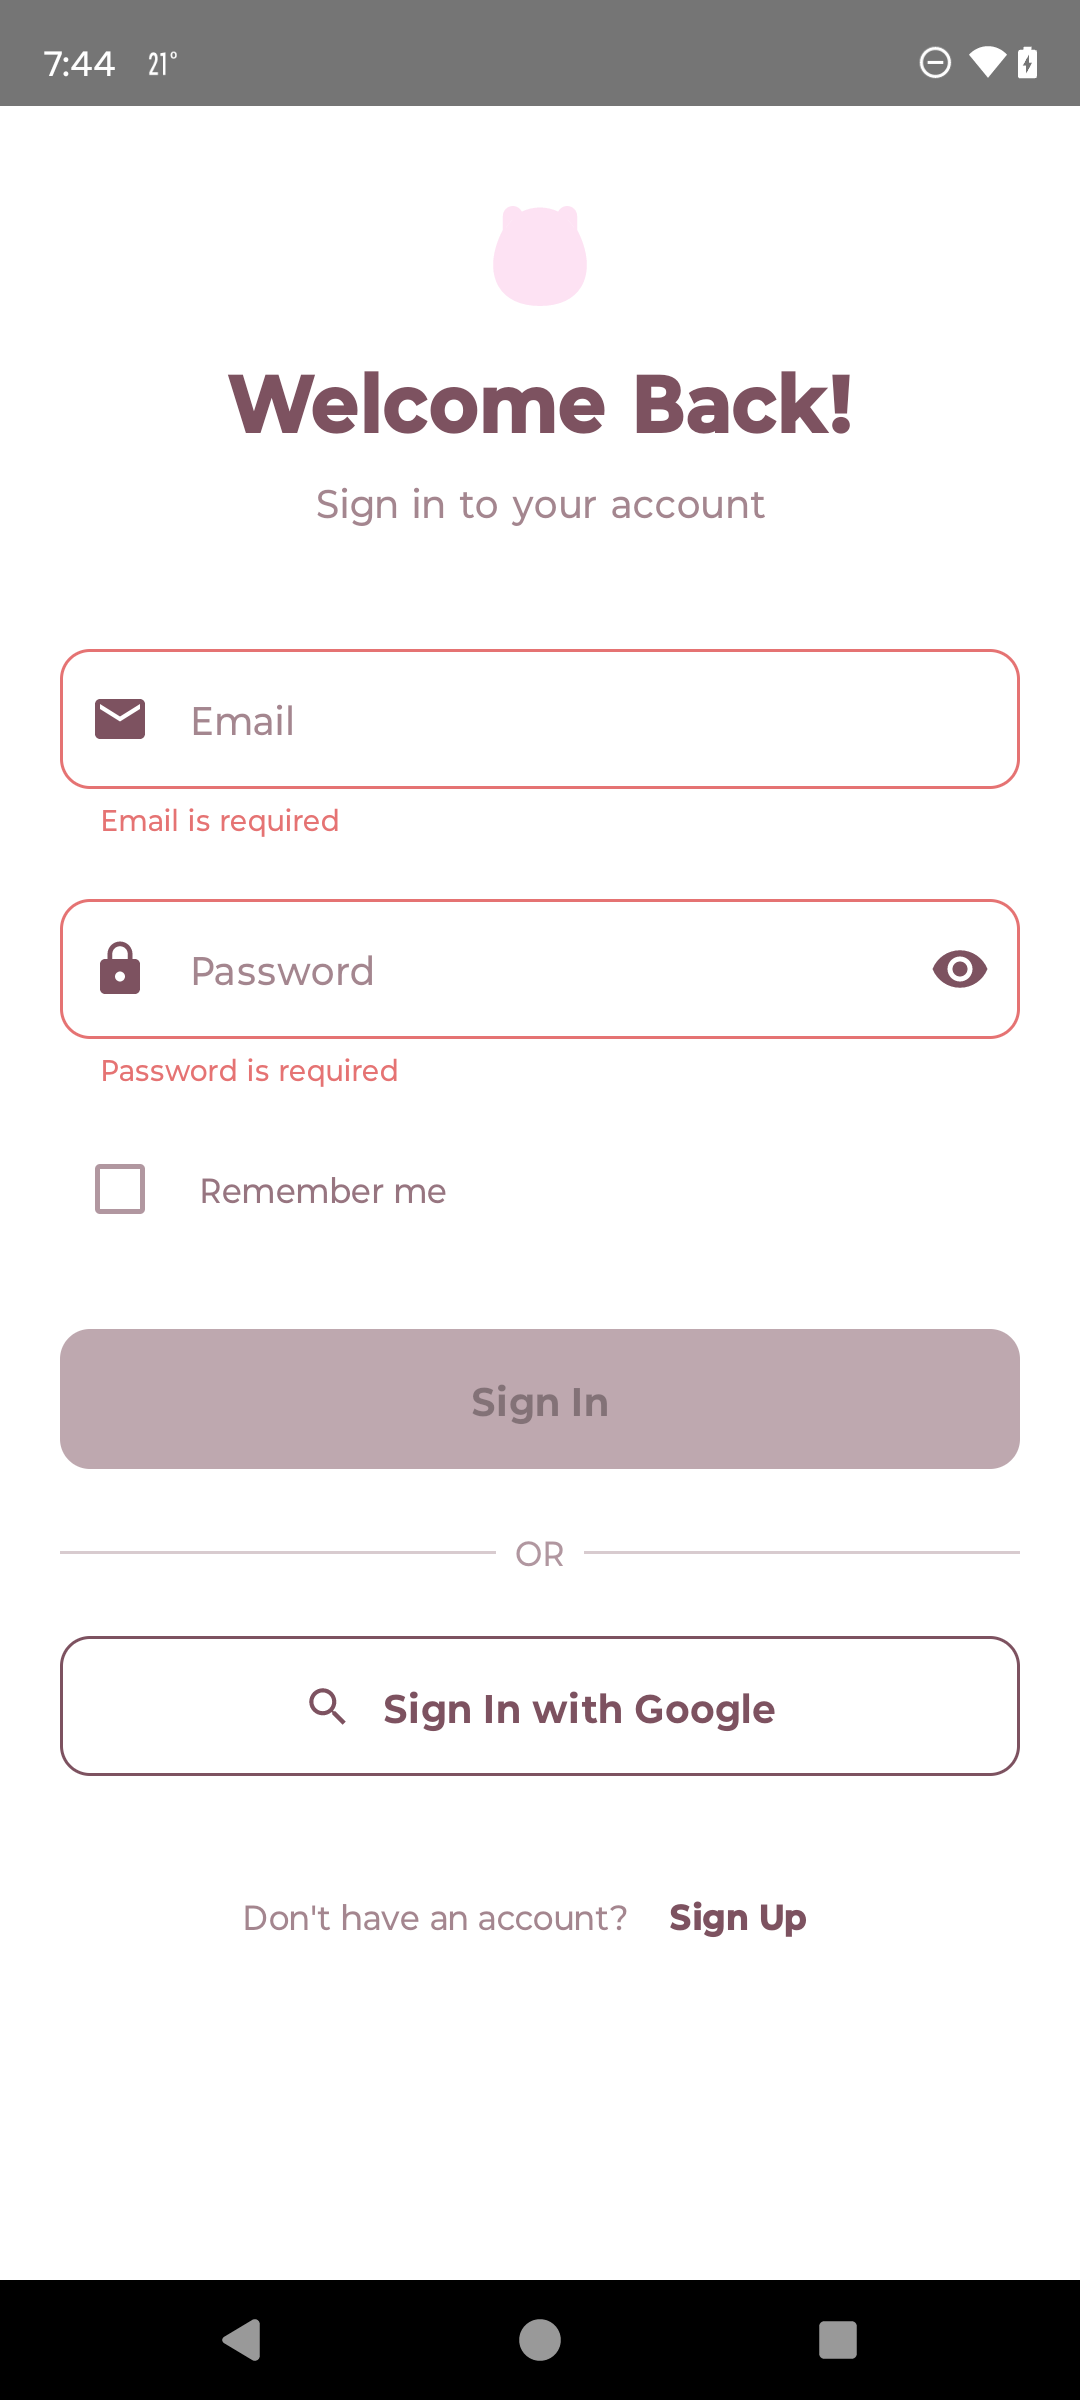 7:44 21°
Welcome Back!
Sign in to your account
Email
Email is required
Password
Password is required
Remember me
Sign In
OR
Sign In with Google
Don't have an account? Sign Up